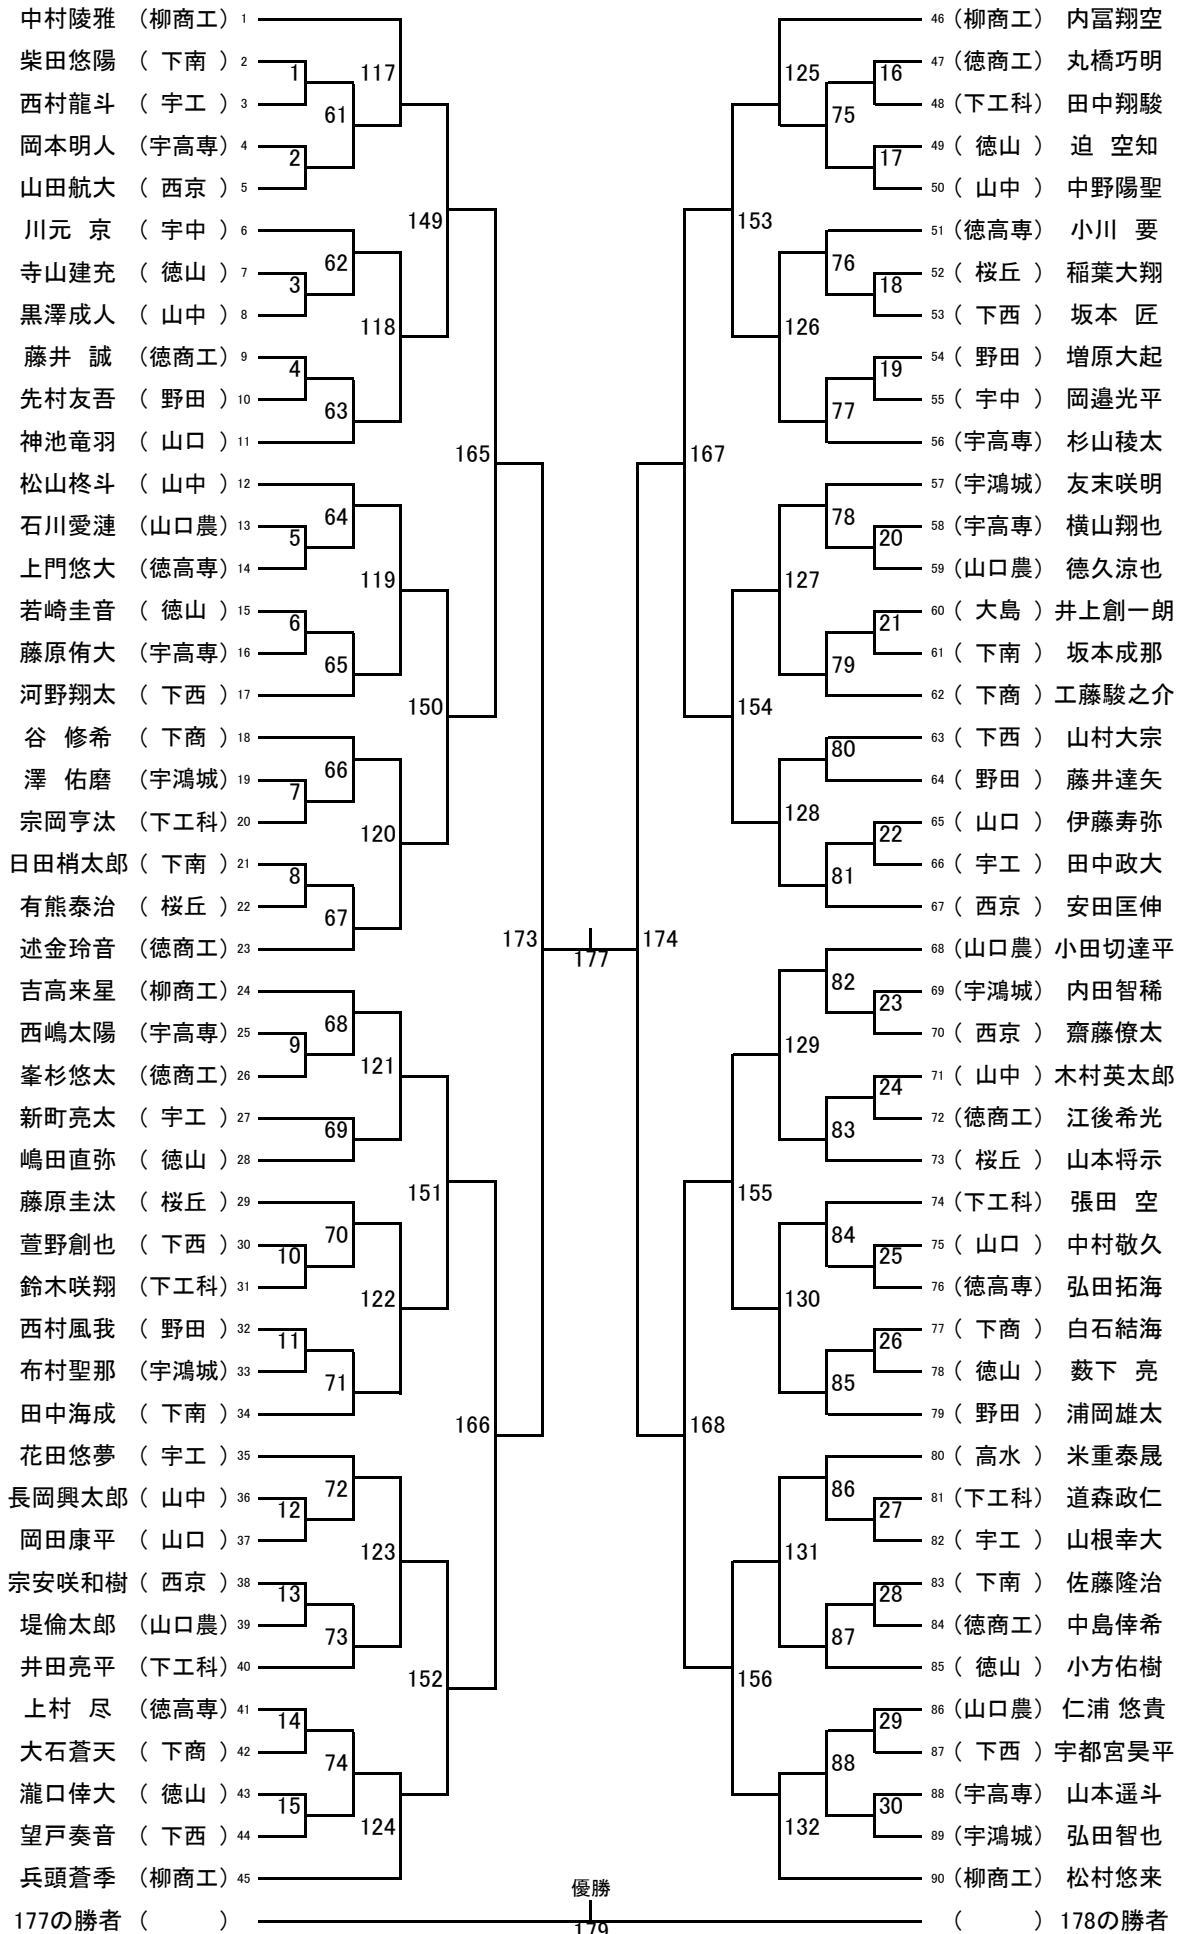 中村陵雅 （柳商工） 1
柴田悠陽 （ 下南 ） 2
西村龍斗 （ 宇工 ） 3
岡本明人 （宇高専） 4
山田航大 （ 西京 ） 5
川元 京 （ 宇中 ） 6
寺山建充 （ 徳山 ） 7
黒澤成人 （ 山中 ） 8
藤井 誠 （徳商工） 9
先村友吾 （ 野田 ） 10
神池竜羽 （ 山口 ） 11
松山柊斗 （ 山中 ） 12
石川愛漣 （山口農） 13
上門悠大 （徳高専） 14
若崎圭音 （ 徳山 ） 15
藤原侑大 （宇高専） 16
河野翔太 （ 下西 ） 17
谷 修希 （ 下商 ） 18
澤 佑磨 （宇鴻城） 19
宗岡亨汰 （下工科） 20
日田梢太郎 （ 下南 ） 21
有熊泰治 （ 桜丘 ） 22
述金玲音 （徳商工） 23
吉高来星 （柳商工） 24
西嶋太陽 （宇高専） 25
峯杉悠太 （徳商工） 26
新町亮太 （ 宇工 ） 27
嶋田直弥 （ 徳山 ） 28
藤原圭汰 （ 桜丘 ） 29
萱野創也 （ 下西 ） 30
鈴木咲翔 （下工科） 31
西村風我 （ 野田 ） 32
布村聖那 （宇鴻城） 33
田中海成 （ 下南 ） 34
花田悠夢 （ 宇工 ） 35
長岡興太郎 （ 山中 ） 36
岡田康平 （ 山口 ） 37
宗安咲和樹 （ 西京 ） 38
堤倫太郎 （山口農） 39
井田亮平 （下工科） 40
上村 尽 （徳高専） 41
大石蒼天 （ 下商 ） 42
瀧口倖大 （ 徳山 ） 43
望戸奏音 （ 下西 ） 44
兵頭蒼季 （柳商工） 45
177の勝者 （ ）
1
2
3
4
5
6
7
8
9
10
11
12
13
14
15
61
62
63
64
65
66
67
68
69
70
71
72
73
74
117
118
119
120
121
122
123
124
149
150
151
152
165
166
173
177
優勝
179
174
167
168
153
154
155
156
125
126
127
128
129
130
131
132
75
76
77
78
79
80
81
82
83
84
85
86
87
88
16
17
18
19
20
21
22
23
24
25
26
27
28
29
30
46 （柳商工） 内冨翔空
47 （徳商工） 丸橋巧明
48 （下工科） 田中翔駿
49 （ 徳山 ） 迫 空知
50 （ 山中 ） 中野陽聖
51 （徳高専） 小川 要
52 （ 桜丘 ） 稲葉大翔
53 （ 下西 ） 坂本 匠
54 （ 野田 ） 増原大起
55 （ 宇中 ） 岡邉光平
56 （宇高専） 杉山稜太
57 （宇鴻城） 友末咲明
58 （宇高専） 横山翔也
59 （山口農） 德久涼也
60 （ 大島 ） 井上創一朗
61 （ 下南 ） 坂本成那
62 （ 下商 ） 工藤駿之介
63 （ 下西 ） 山村大宗
64 （ 野田 ） 藤井達矢
65 （ 山口 ） 伊藤寿弥
66 （ 宇工 ） 田中政大
67 （ 西京 ） 安田匡伸
68 （山口農） 小田切達平
69 （宇鴻城） 内田智稀
70 （ 西京 ） 齋藤僚太
71 （ 山中 ） 木村英太郎
72 （徳商工） 江後希光
73 （ 桜丘 ） 山本将示
74 （下工科） 張田 空
75 （ 山口 ） 中村敬久
76 （徳高専） 弘田拓海
77 （ 下商 ） 白石結海
78 （ 徳山 ） 薮下 亮
79 （ 野田 ） 浦岡雄太
80 （ 高水 ） 米重泰晟
81 （下工科） 道森政仁
82 （ 宇工 ） 山根幸大
83 （ 下南 ） 佐藤隆治
84 （徳商工） 中島倖希
85 （ 徳山 ） 小方佑樹
86 （山口農） 仁浦 悠貴
87 （ 下西 ） 宇都宮昊平
88 （宇高専） 山本遥斗
89 （宇鴻城） 弘田智也
90 （柳商工） 松村悠来
（ ） 178の勝者